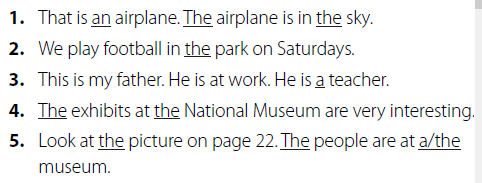 1. That is an airplane. The airplane is in the sky.
2. We play football in the park on Saturdays.
3. This is my father. He is at work. He is a teacher.
4. The exhibits at the National Museum are very interesting.
5. Look at the picture on page 22. The people are at a/the
museum.